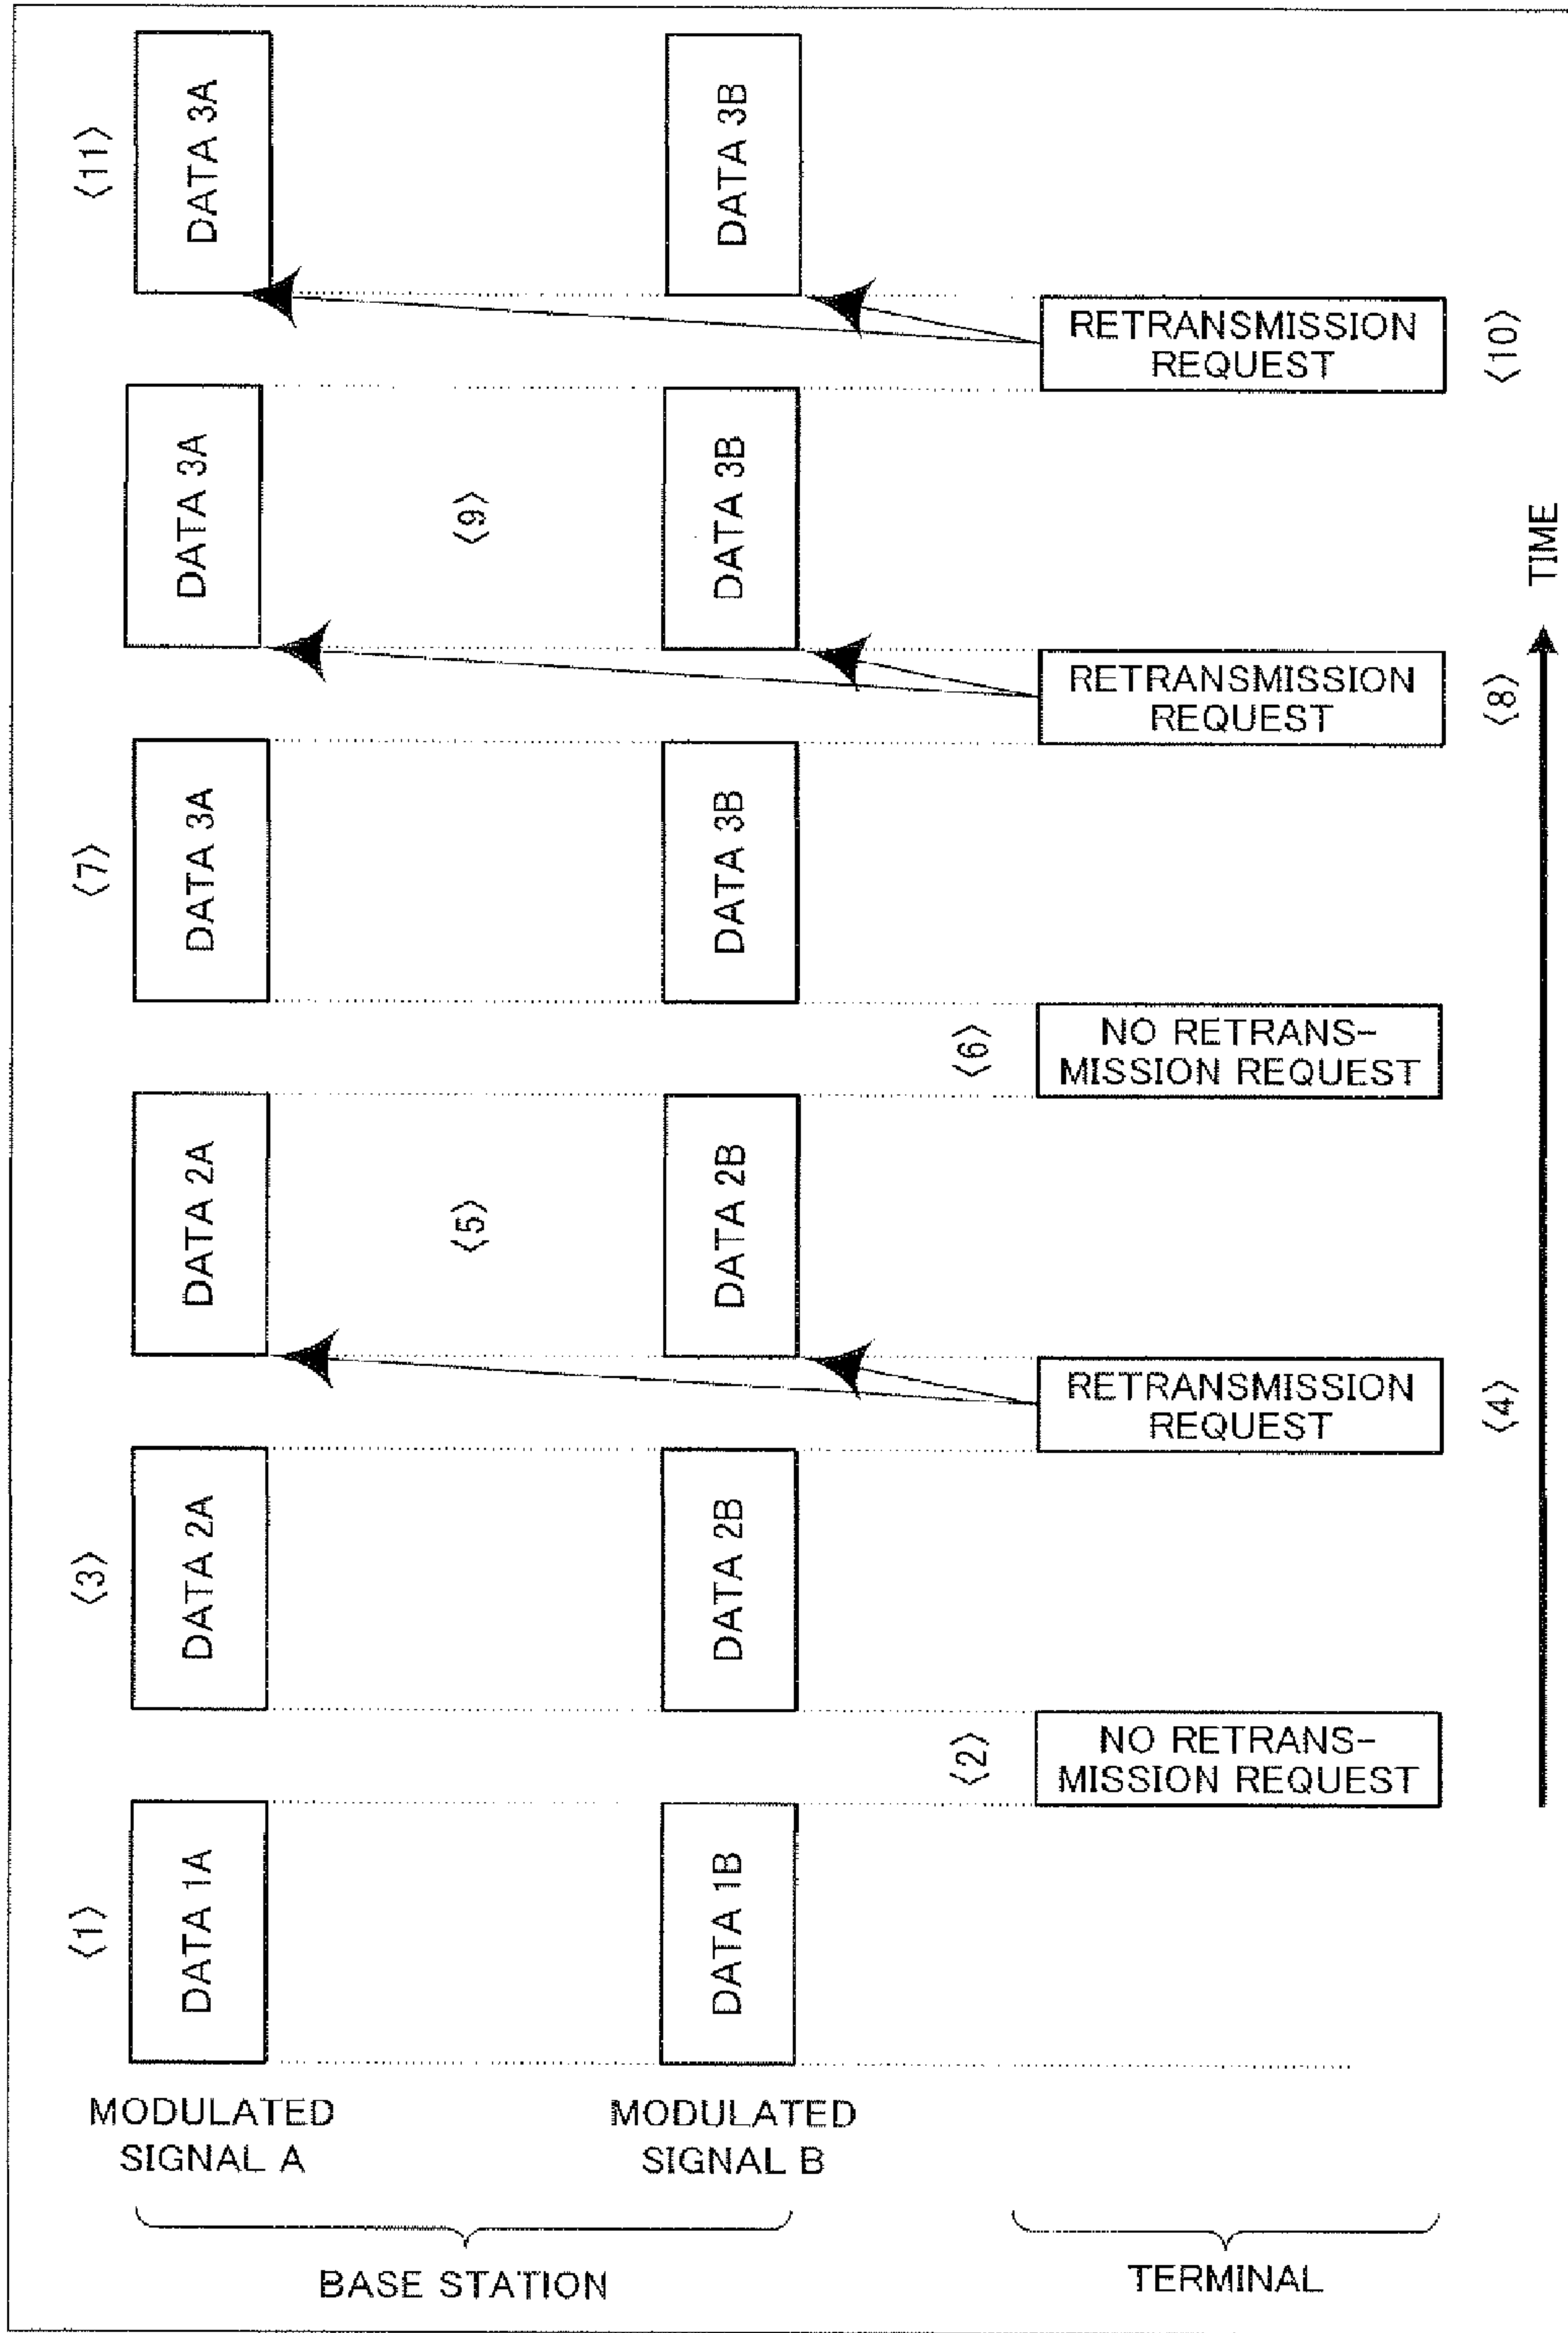 〈11〉
DATA 3A
DATA 3B
RETRANSMISSION
REQUEST
〈10〉
DATA 3A
〈9〉
DATA 3B
RETRANSMISSION
REQUEST
〈8〉
TIME
〈7〉
DATA 3A
DATA 3B
〈6〉
NO RETRANS-
MISSION REQUEST
DATA 2A
〈5〉
DATA 2B
RETRANSMISSION
REQUEST
〈4〉
〈3〉
DATA 2A
DATA 2B
〈2〉
NO RETRANS-
MISSION REQUEST
〈1〉
DATA 1A
DATA 1B
MODULATED
SIGNAL A
MODULATED
SIGNAL B
BASE STATION
TERMINAL